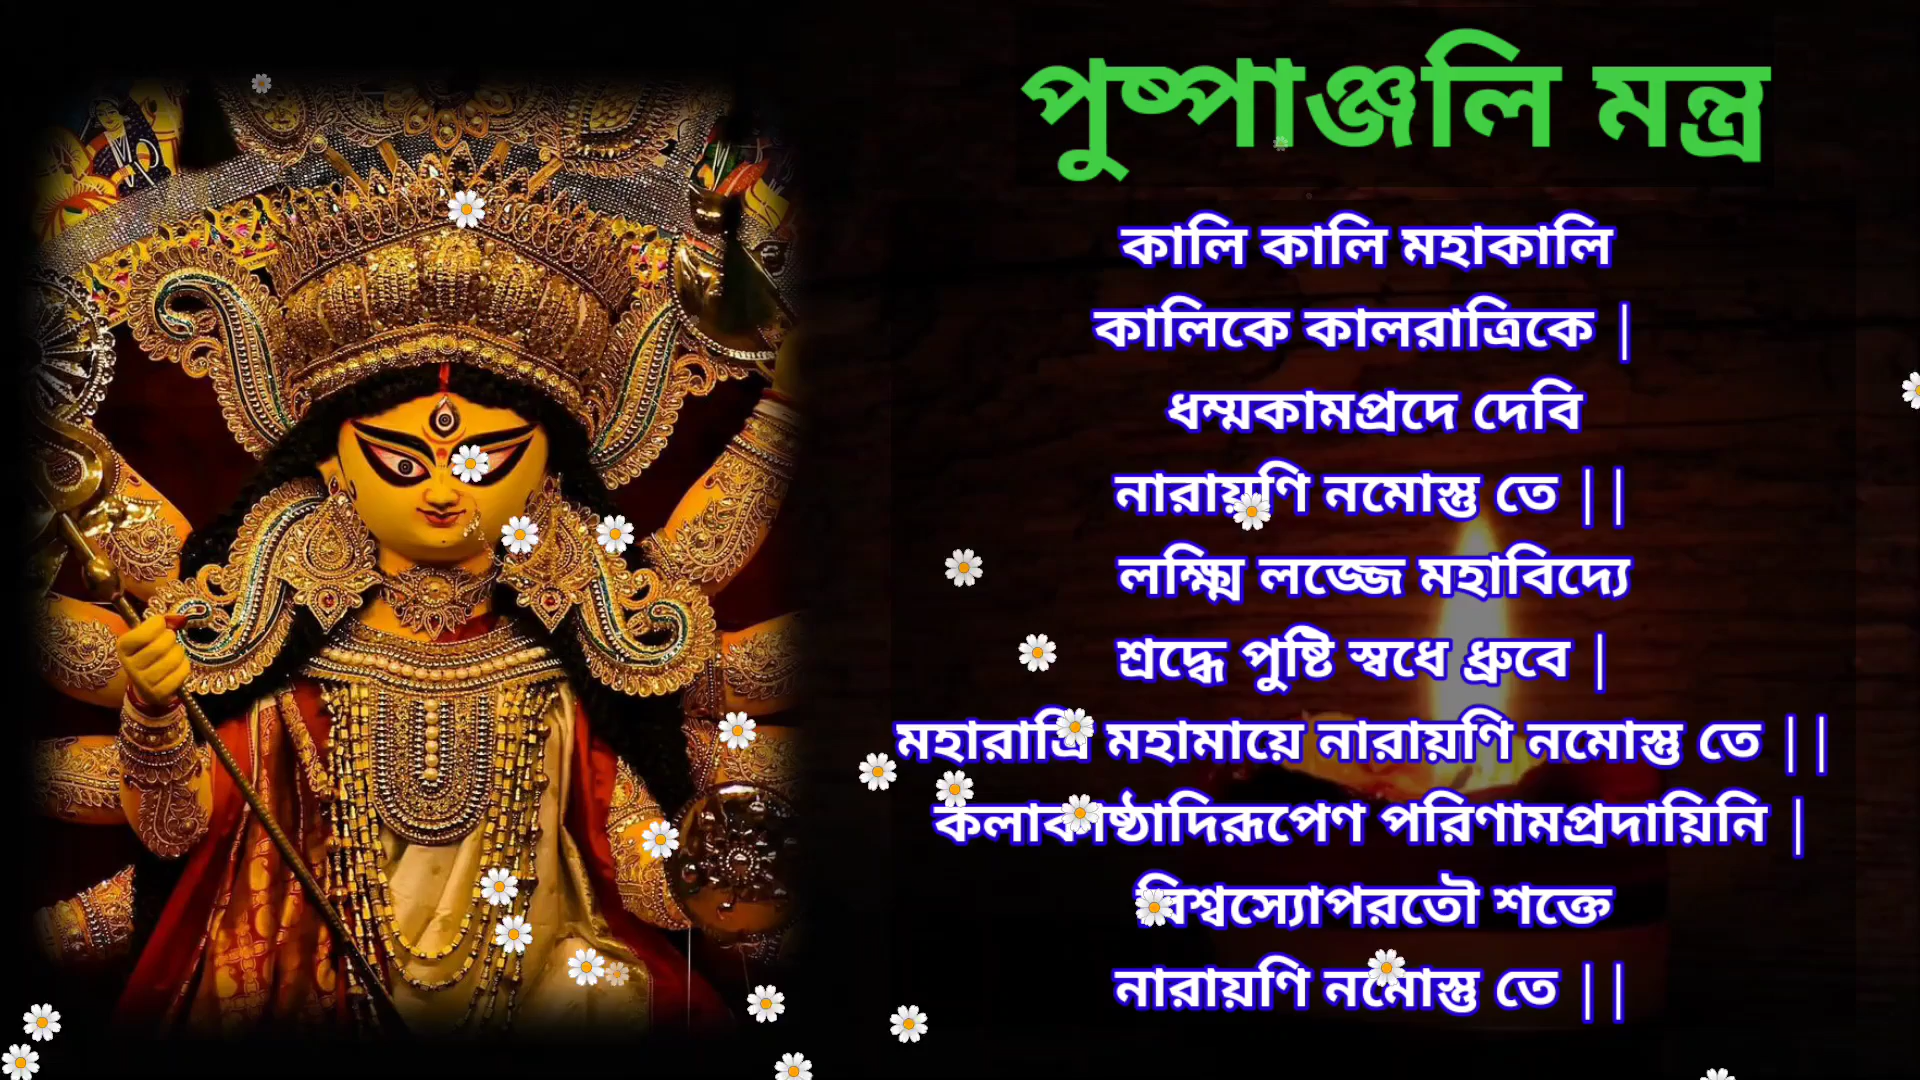 পুষ্পাঞ্জলি মন্ত্র
কালি কালি মহাকালি
কালিকে কালরাত্রিকে |
ধম্মকামপ্রদে দেবি
নারায়ণি নমোস্তু তে ||
লক্ষ্মি লজ্জে মহাবিদ্যে
শ্রদ্ধে পুষ্টি স্বধে ধ্রুবে |
মহারাত্রি মহামায়ে নারায়ণি নমোস্তু তে ||
কলাকাষ্ঠাদিরূপেণ পরিণামপ্রদায়িনি |
বিশ্বস্যোপরতৌ শক্তে
নারায়ণি নমোস্তু তে ||